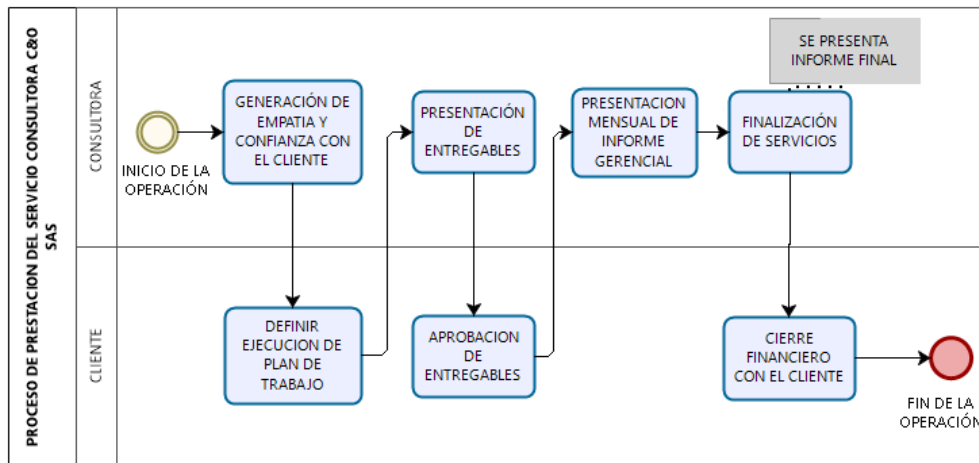 PROCESO DE PRESTACION DEL SERVICIO CONSULTORA C&O
SAS
CONSULTORA
INICIO DE LA
OPERACIÓN
GENERACIÓN DE
EMPATIA Y
CONFIANZA CON
EL CLIENTE
PRESENTACIÓN
DE
ENTREGABLES
PRESENTACION
MENSUAL DE
INFORME
GERENCIAL
FINALIZACIÓN
DE SERVICIOS
SE PRESENTA
INFORME FINAL
CLIENTE
DEFINIR
EJECUCION DE
PLAN DE
TRABAJO
APROBACION
DE
ENTREGABLES
CIERRE
FINANCIERO
CON EL CLIENTE
FIN DE LA
OPERACIÓN